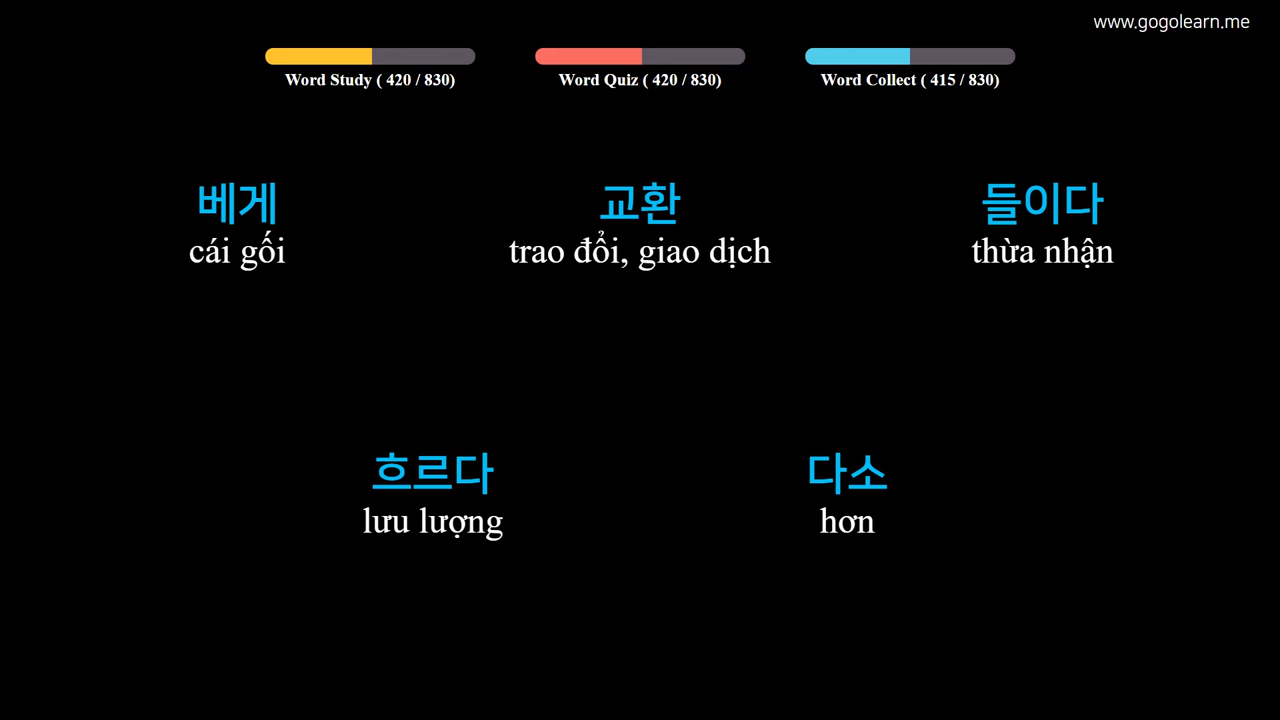 www.gogolearn.me
Word Study ( 420 / 830)
Word Quiz ( 420 / 830)
Word Collect ( 415 / 830)
베게
cái gối
교환
trao đổi, giao dịch
들이다
thừa nhận
흐르다
lưu lượng
다소
hơn